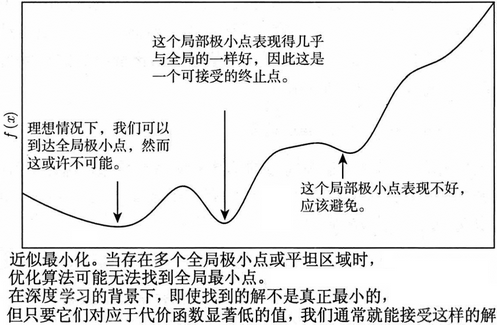 这个局部极小点表现得几乎
与全局的一样好，因此这是
一个可接受的终止点。
理想情况下，我们可以
到达全局极小点，然而
这或许不可能。
f(x)
这个局部极小点表现不好，
应该避免。
近似最小化。当存在多个全局极小点或平坦区域时，
优化算法可能无法找到全局最小点。
在深度学习的背景下，即使找到的解不是真正最小的，
但只要它们对应于代价函数显著低的值，我们通常就能接受这样的解